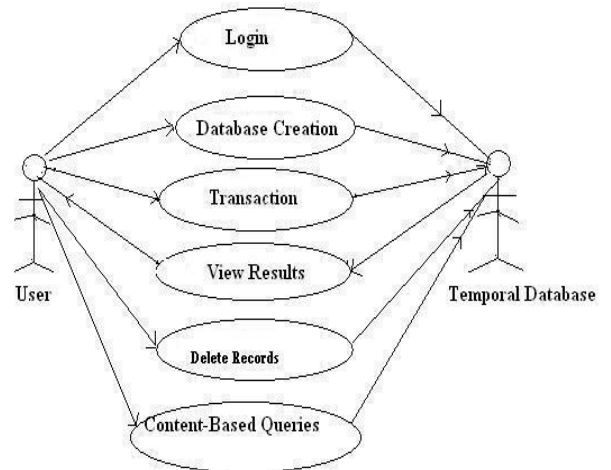 Login
Database Creation
Transaction
View Results
User
Temporal Database
Delete Records
Content-Based Queries